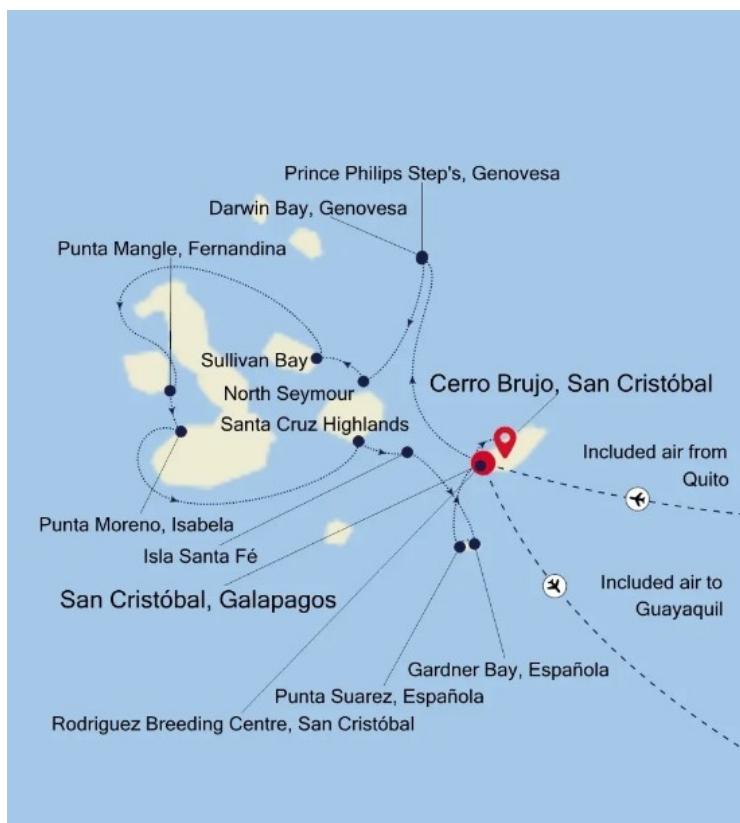 Prince Philips Step's, Genovesa
Darwin Bay, Genovesa
Punta Mangle, Fernandina
Sullivan Bay
North Seymour
Cerro Brujo, San Cristóbal
Santa Cruz Highlands
Included air from
Quito
Punta Moreno, Isabela
Isla Santa Fé
San Cristóbal, Galapagos
Included air to
Guayaquil
Gardner Bay, Española
Punta Suarez, Española
Rodriguez Breeding Centre, San Cristóbal